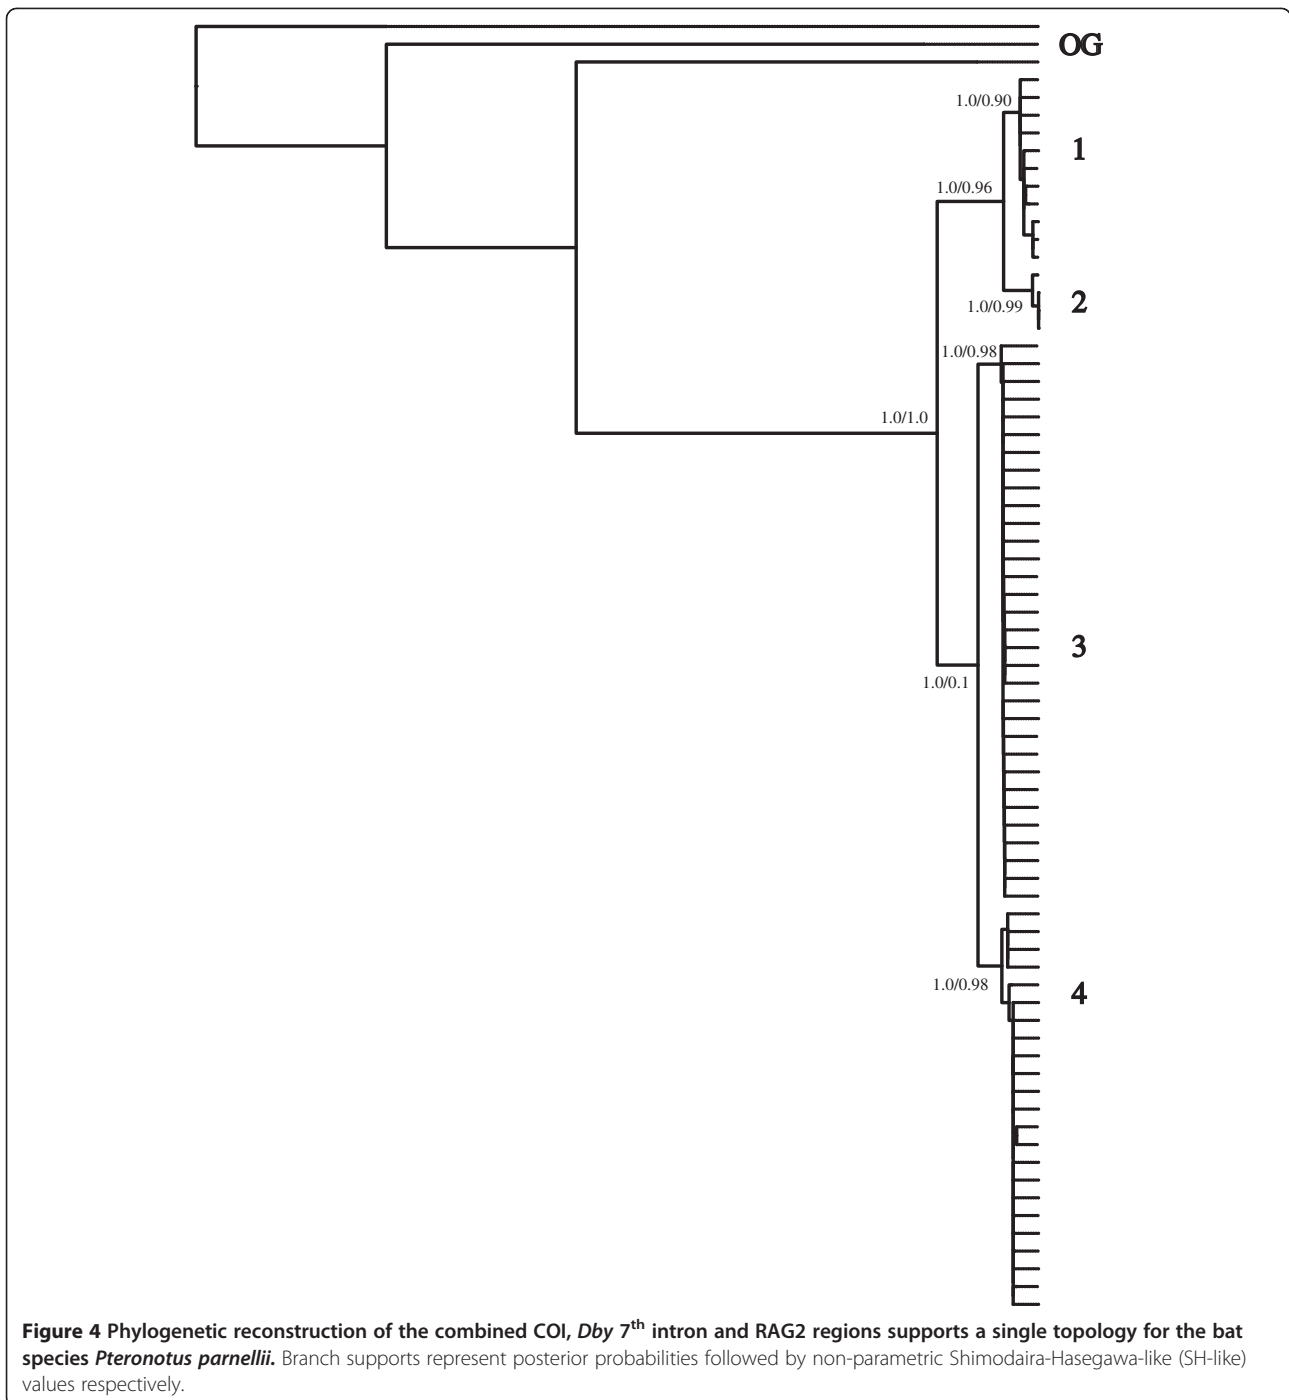 OG
1.0/0.90
1
1.0/0.96
1.0/0.99
2
1.0/0.98
1.0/1.0
3
1.0/0.1
1.0/0.98
4
Figure 4 Phylogenetic reconstruction of the combined COI, Dby 7th intron and RAG2 regions supports a single topology for the bat
species Pteronotus parnellii. Branch supports represent posterior probabilities followed by non-parametric Shimodaira-Hasegawa-like (SH-like)
values respectively.